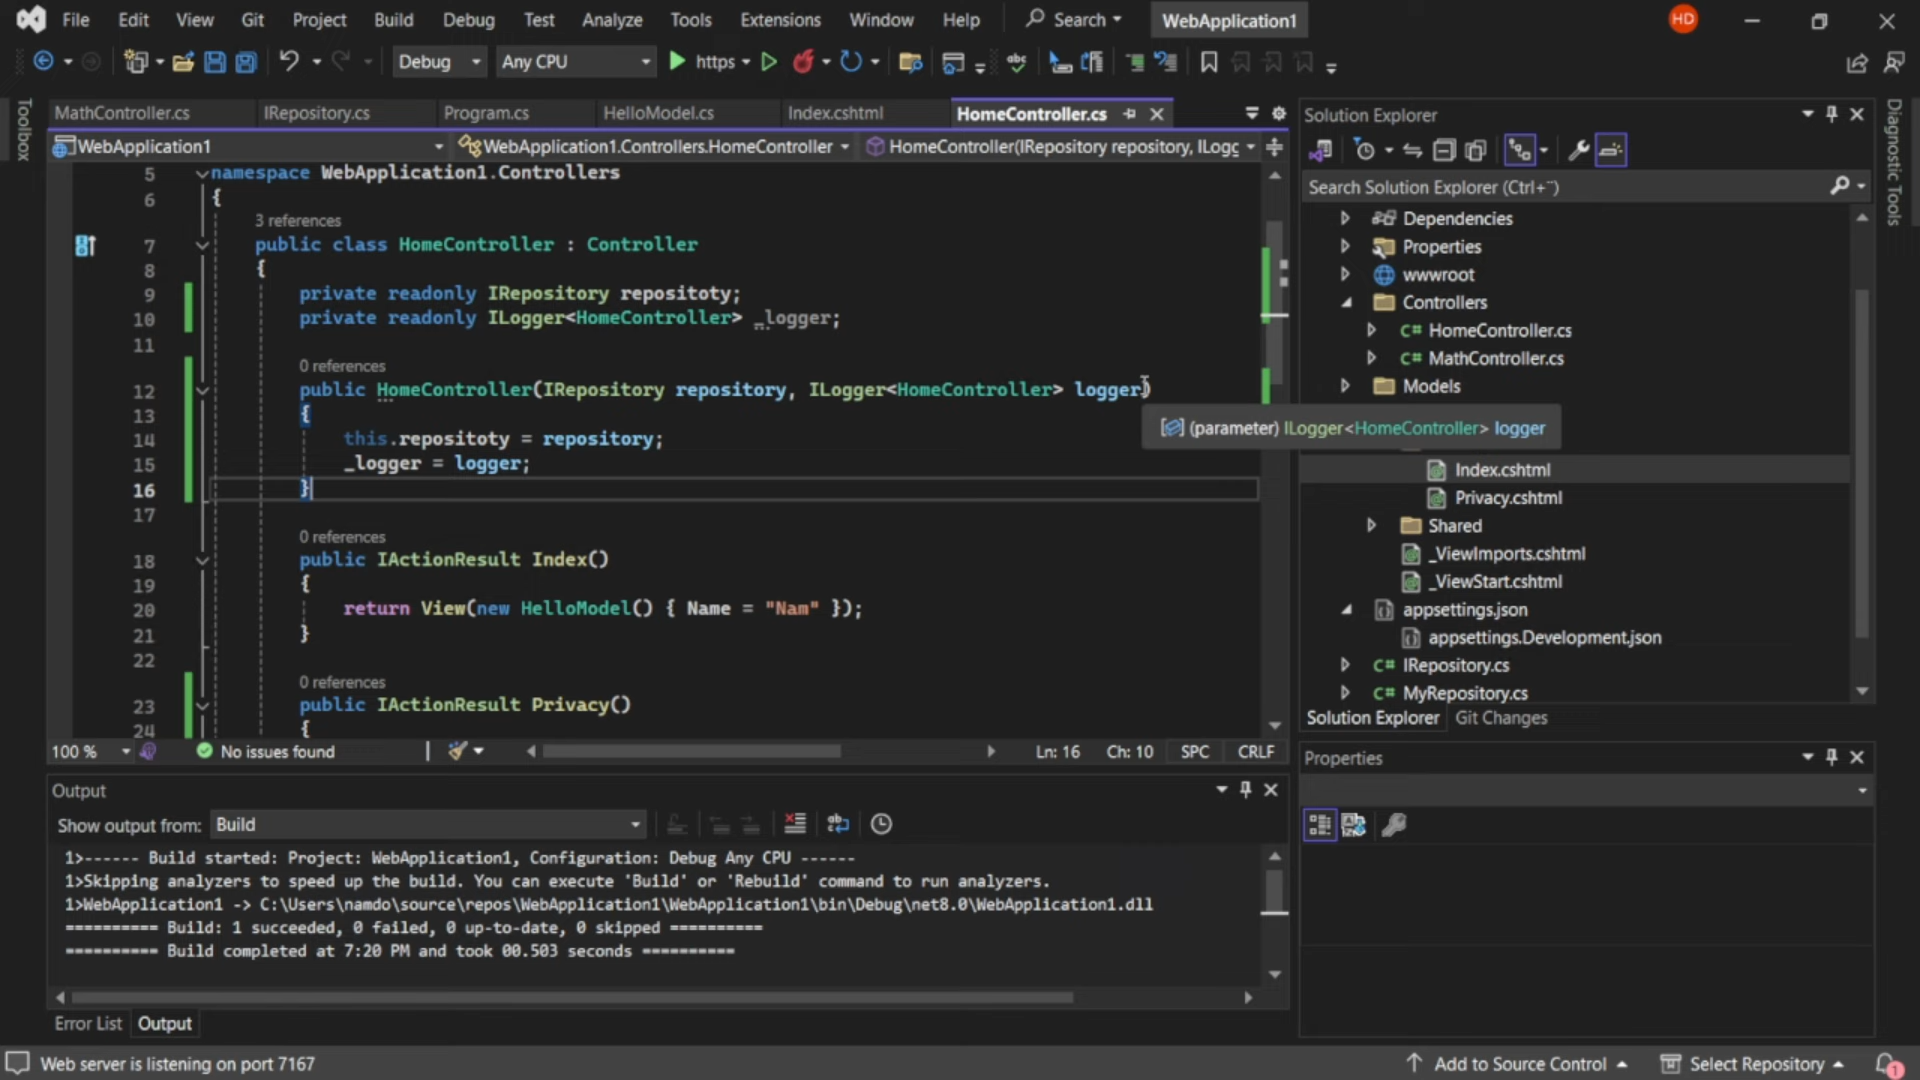 File Edit View Git Project Build Debug Test Analyze Tools Extensions Window Help Search WebApplication1 HD
Debug Any CPU https
Toolbox
MathController.cs IRepository.cs Program.cs HelloModel.cs Index.cshtml HomeController.cs
WebApplication1 WebApplication1.Controllers.HomeController HomeController(IRepository repository, ILogg
5 namespace WebApplication1.Controllers
6 {
3 references
7 public class HomeController : Controller
8 {
9 private readonly IRepository repositoty;
10 private readonly ILogger<HomeController> _logger;
11
0 references
12 public HomeController(IRepository repository, ILogger<HomeController> logger)
13 {
14 this.repositoty = repository;
15 _logger = logger;
16 }
17
0 references
18 public IActionResult Index()
19 {
20 return View(new HelloModel() { Name = "Nam" });
21 }
22
0 references
23 public IActionResult Privacy()
24 {
(parameter) ILogger<HomeController> logger
100 % No issues found Ln: 16 Ch: 10 SPC CRLF
Output
Show output from: Build
1>------ Build started: Project: WebApplication1, Configuration: Debug Any CPU ------
1>Skipping analyzers to speed up the build. You can execute 'Build' or 'Rebuild' command to run analyzers.
1>WebApplication1 -> C:\Users\namdo\source\repos\WebApplication1\WebApplication1\bin\Debug\net8.0\WebApplication1.dll
========== Build: 1 succeeded, 0 failed, 0 up-to-date, 0 skipped ==========
========== Build completed at 7:20 PM and took 00.503 seconds ==========
Error List Output
Solution Explorer
Search Solution Explorer (Ctrl+¨)
Dependencies
Properties
wwwroot
Controllers
C# HomeController.cs
C# MathController.cs
Models
Index.cshtml
Privacy.cshtml
Shared
_ViewImports.cshtml
_ViewStart.cshtml
appsettings.json
appsettings.Development.json
C# IRepository.cs
C# MyRepository.cs
Solution Explorer Git Changes
Properties
Diagnostic Tools
Web server is listening on port 7167 Add to Source Control Select Repository 1